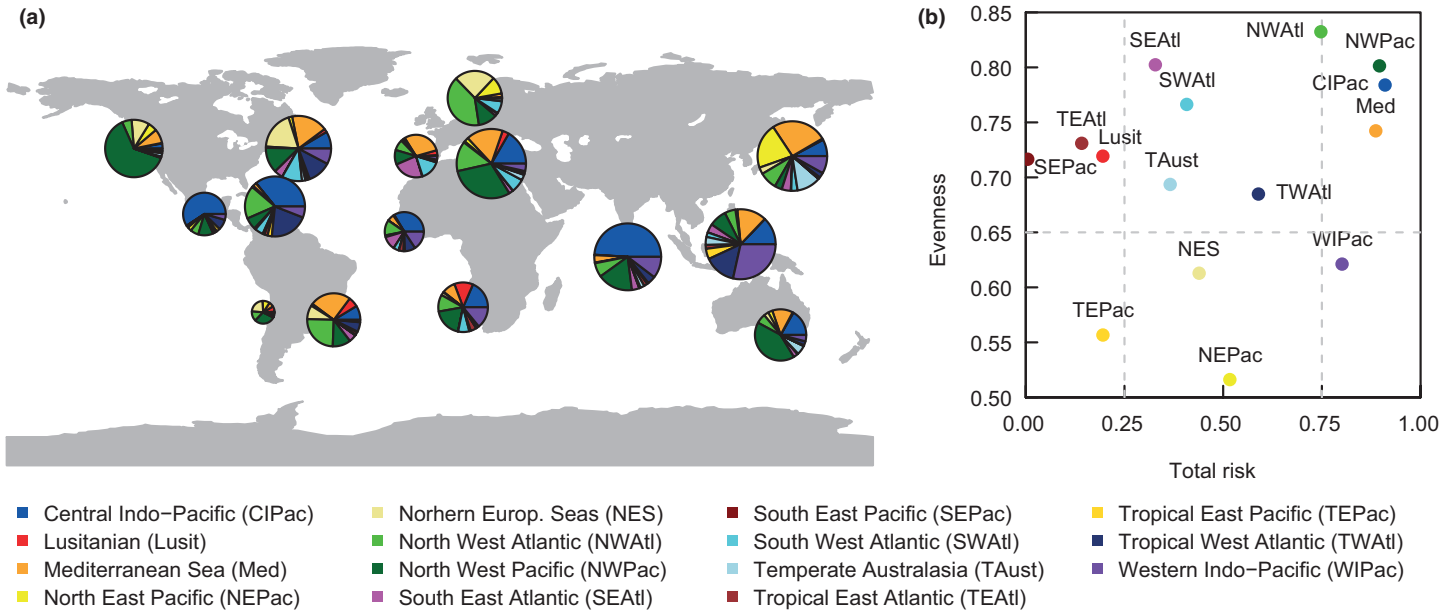 (a)
(b)
0.85
0.80
0.75
0.70
0.65
0.60
0.55
0.50
Evenness
NWAtl
SEAtl
NWPac
SWAtl
CIPac
Med
TEAtl
Lusit
SEPac
TAust
TWAtl
WIPac
NES
TEPac
NEPac
0.00 0.25 0.50 0.75 1.00
Total risk
Central Indo−Pacific (CIPac)
Lusitanian (Lusit)
Mediterranean Sea (Med)
North East Pacific (NEPac)
Norhern Europ. Seas (NES)
North West Atlantic (NWAtl)
North West Pacific (NWPac)
South East Atlantic (SEAtl)
South East Pacific (SEPac)
South West Atlantic (SWAtl)
Temperate Australasia (TAust)
Tropical East Atlantic (TEAtl)
Tropical East Pacific (TEPac)
Tropical West Atlantic (TWAtl)
Western Indo−Pacific (WIPac)